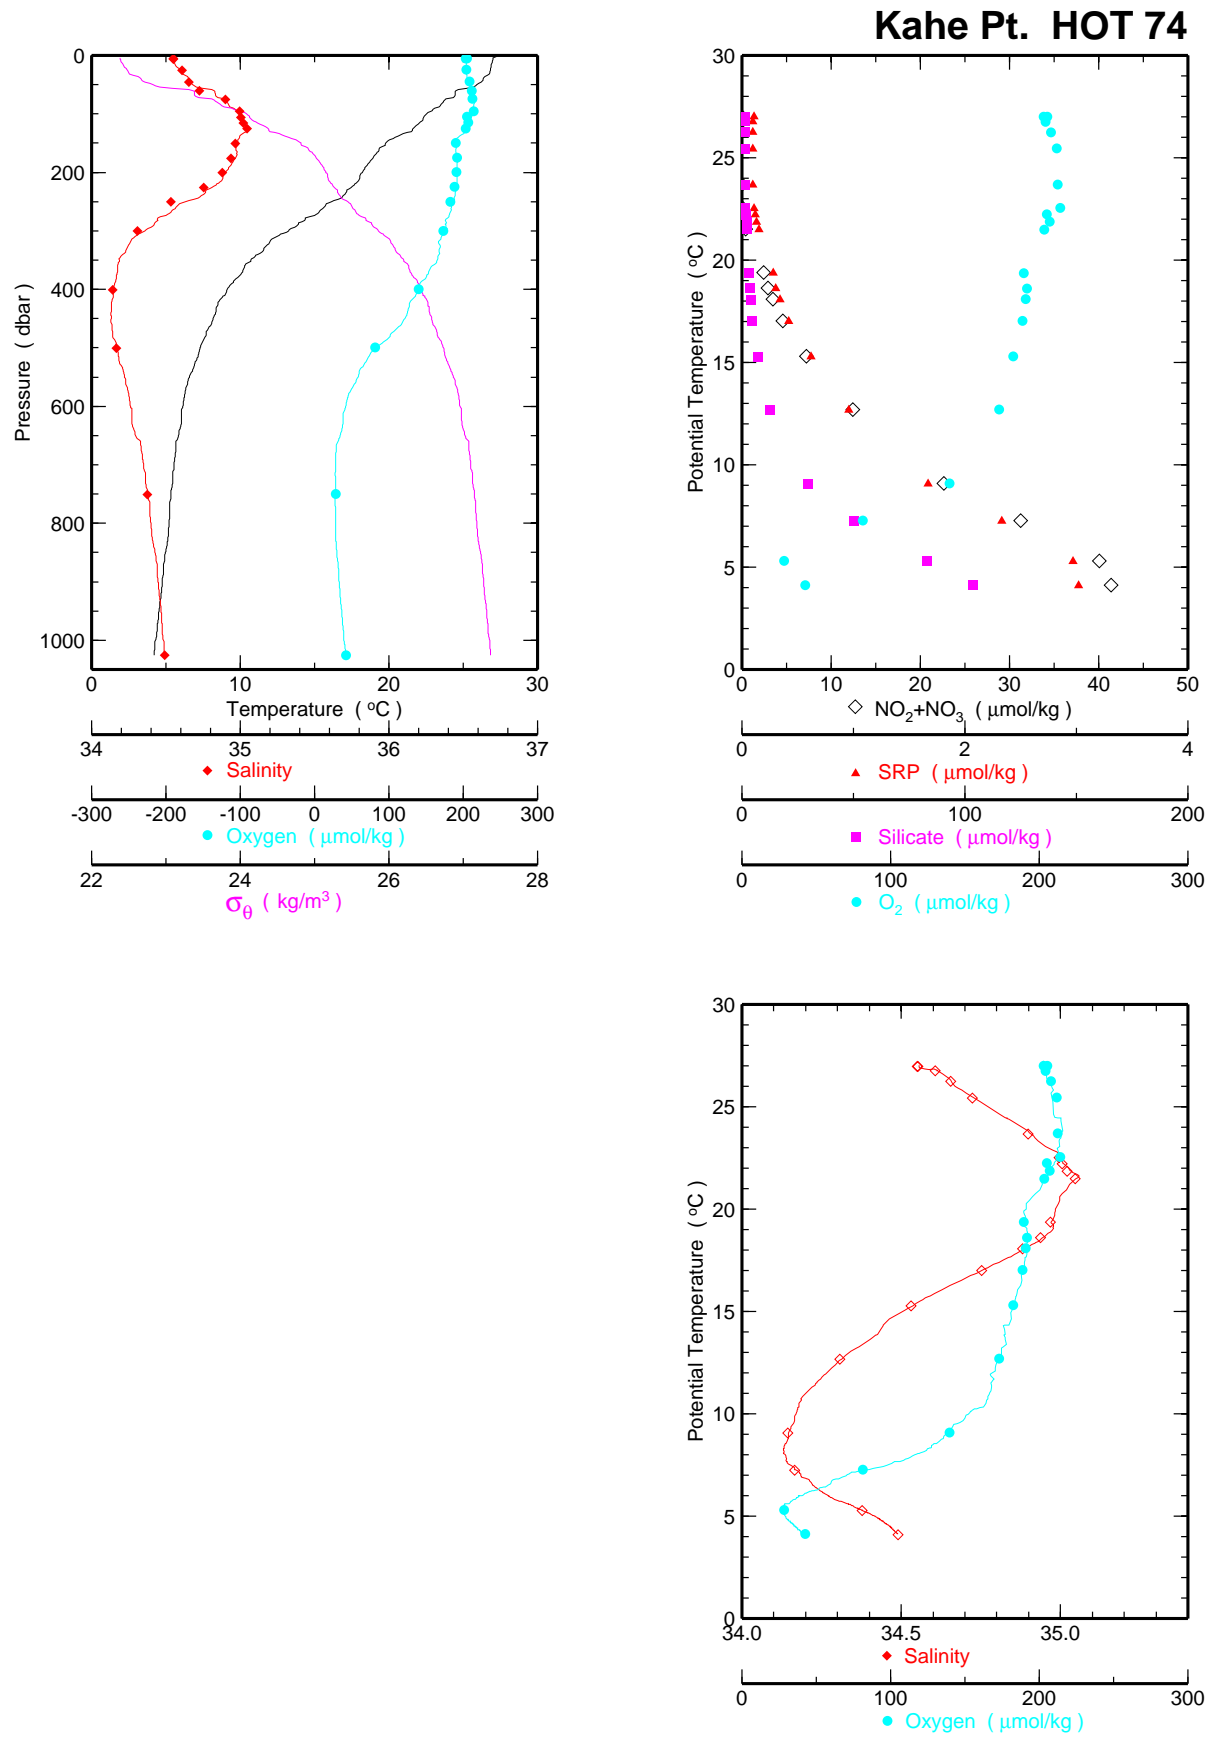 Kahe Pt. HOT 74
0
200
400
600
800
1000
Pressure ( dbar )
0 10 20 30
Temperature ( °C )
34 35 36 37
Salinity
-300 -200 -100 0 100 200 300
Oxygen ( μmol/kg )
22 24 26 28
σθ ( kg/m³ )
30
25
20
15
10
5
0
Potential Temperature ( °C )
0 10 20 30 40 50
NO₂+NO₃ ( μmol/kg )
0 2 4
SRP ( μmol/kg )
0 100 200
Silicate ( μmol/kg )
0 100 200 300
O₂ ( μmol/kg )
30
25
20
15
10
5
0
Potential Temperature ( °C )
34.0 34.5 35.0
Salinity
0 100 200 300
Oxygen ( μmol/kg )